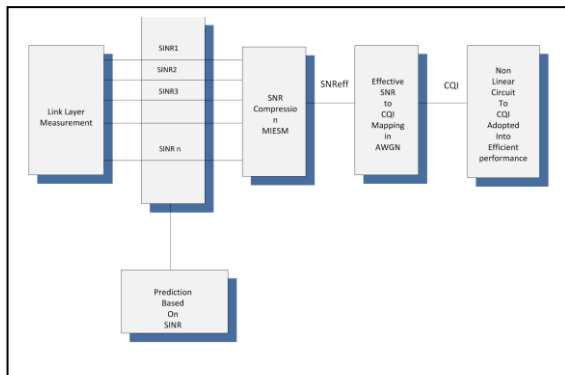 SINR1
SINR2
SINR3
SINR n
Link Layer
Measurement
SNR
Compressio
n
MIESM
SNReff
Effective
SNR
to
CQI
Mapping
in
AWGN
CQI
Non
Linear
Circuit
To
CQI
Adopted
Into
Efficient
performance
Prediction
Based
On
SINR